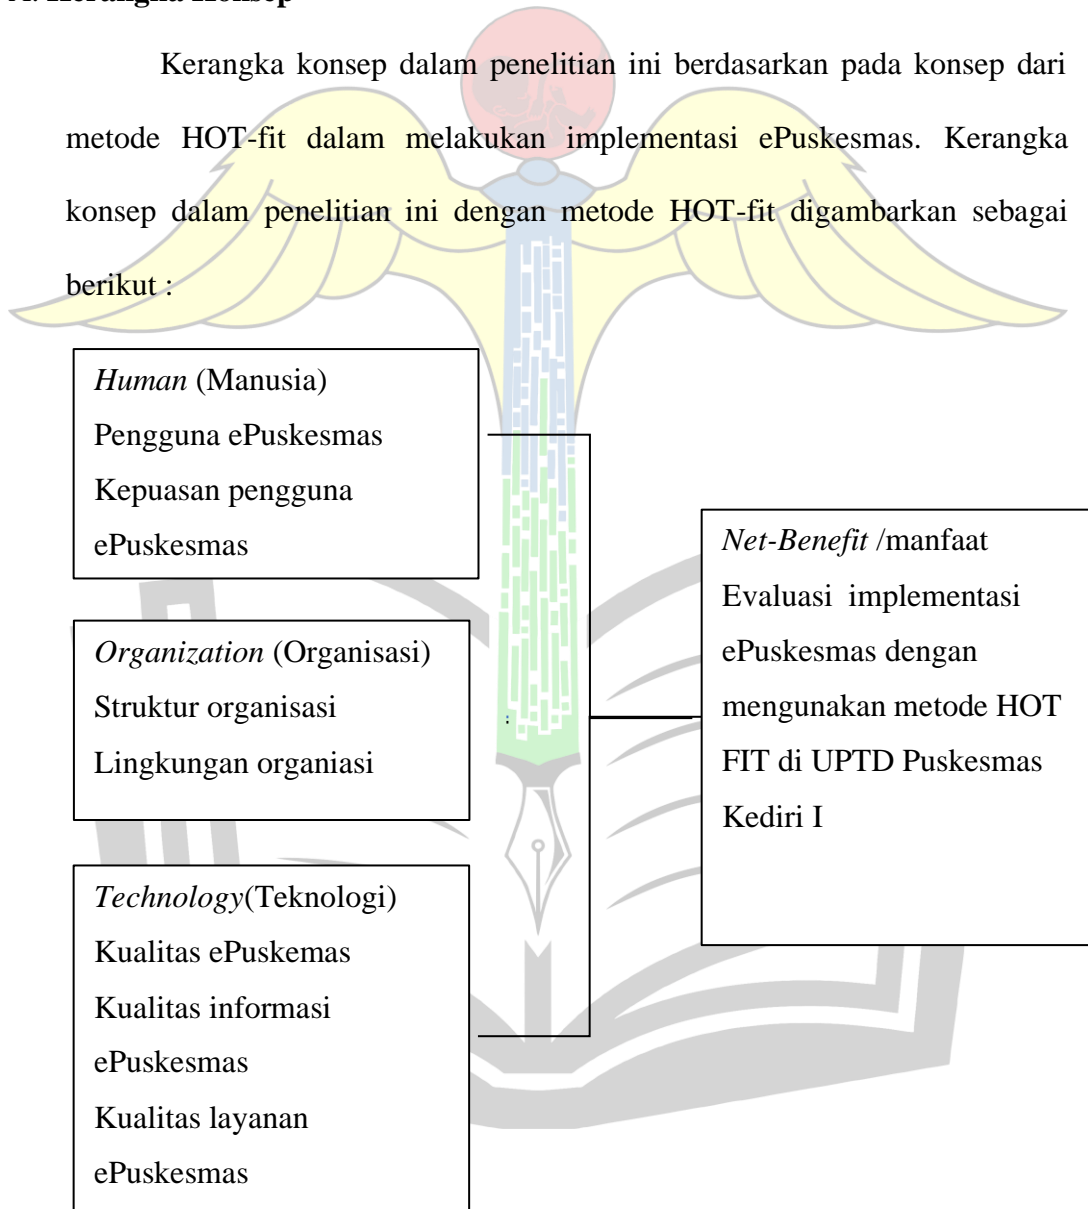 A. Kerangka Konsep
Kerangka konsep dalam penelitian ini berdasarkan pada konsep dari
metode HOT-fit dalam melakukan implementasi ePuskesmas. Kerangka
konsep dalam penelitian ini dengan metode HOT-fit digambarkan sebagai
berikut :
Human (Manusia)
Pengguna ePuskesmas
Kepuasan pengguna
ePuskesmas
Organization (Organisasi)
Struktur organisasi
Lingkungan organiasi
:
Technology(Teknologi)
Kualitas ePuskemas
Kualitas informasi
ePuskesmas
Kualitas layanan
ePuskesmas
Net-Benefit /manfaat
Evaluasi implementasi
ePuskesmas dengan
mengunakan metode HOT
FIT di UPTD Puskesmas
Kediri I